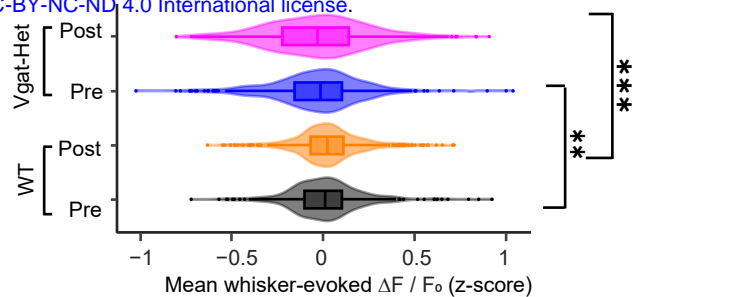 C-BY-NC-ND 4.0 International license.
Vgat-Het
Post
Pre
WT
Post
Pre
***
**
−1 −0.5 0 0.5 1
Mean whisker-evoked ΔF / F₀ (z-score)